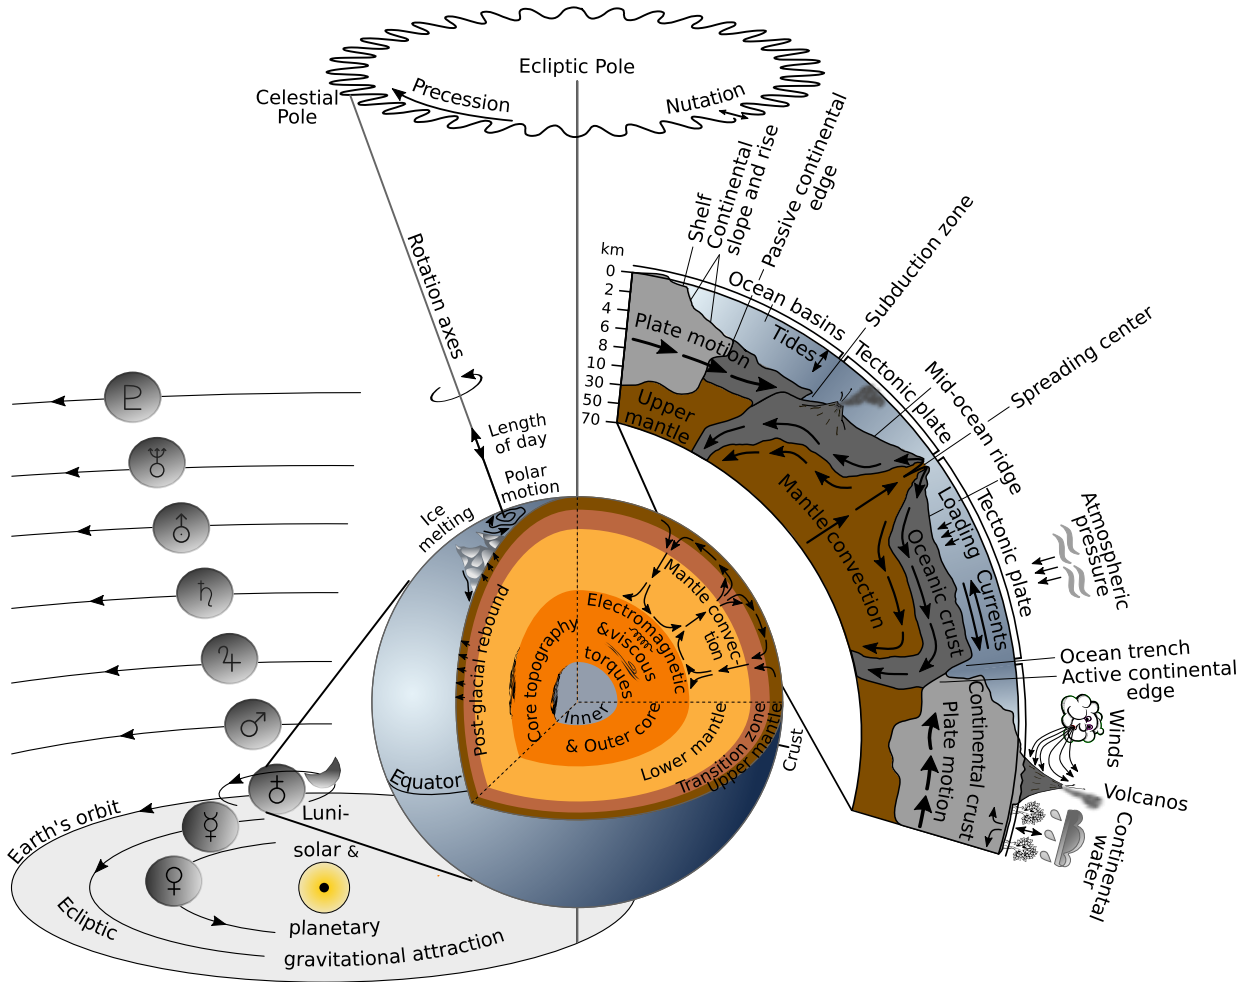 Ecliptic Pole
Precession
Nutation
Celestial
Pole
Rotation axes
Length
of day
Polar
motion
Ice
melting
km
0
2
4
6
8
10
30
50
70
Shelf
Continental
slope and rise
Passive continental
edge
Ocean basins
Tides
Subduction zone
Tectonic plate
Mid-ocean ridge
Spreading center
Plate motion
Upper
mantle
Mantle convection
Oceanic crust
Loading
Currents
Tectonic plate
Atmospheric
pressure
Ocean trench
Active continental
edge
Winds
Volcanos
Continental
water
Continental crust
Plate motion
Post-glacial rebound
Core topography
Electromagnetic
&viscous
torques
Mantle convec-
tion
Inner
& Outer core
Lower mantle
Transition zone
Upper mantle
Crust
Equator
♇
♆
⛢
♄
♃
♂
♁
☿
♀
Earth's orbit
Luni-
solar &
planetary
gravitational attraction
Ecliptic